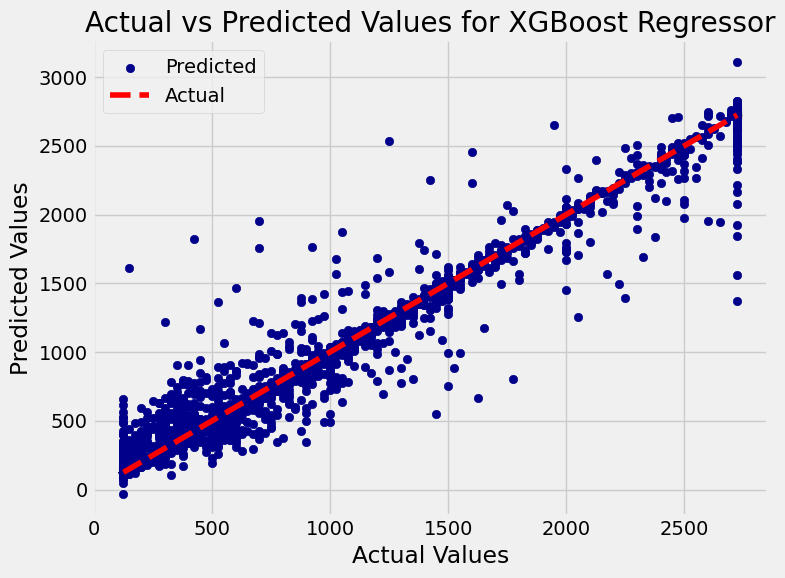 Actual vs Predicted Values for XGBoost Regressor
Predicted
Actual
Predicted Values
3000
2500
2000
1500
1000
500
0
0 500 1000 1500 2000 2500
Actual Values